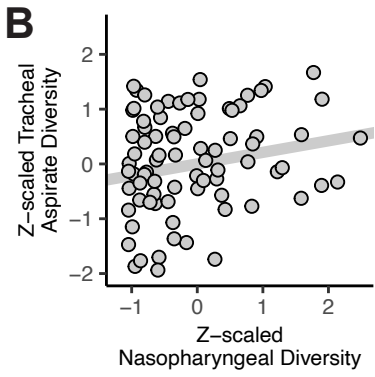 B
Z−scaled Tracheal
Aspirate Diversity
2
1
0
−1
−2
−1 0 1 2
Z−scaled
Nasopharyngeal Diversity